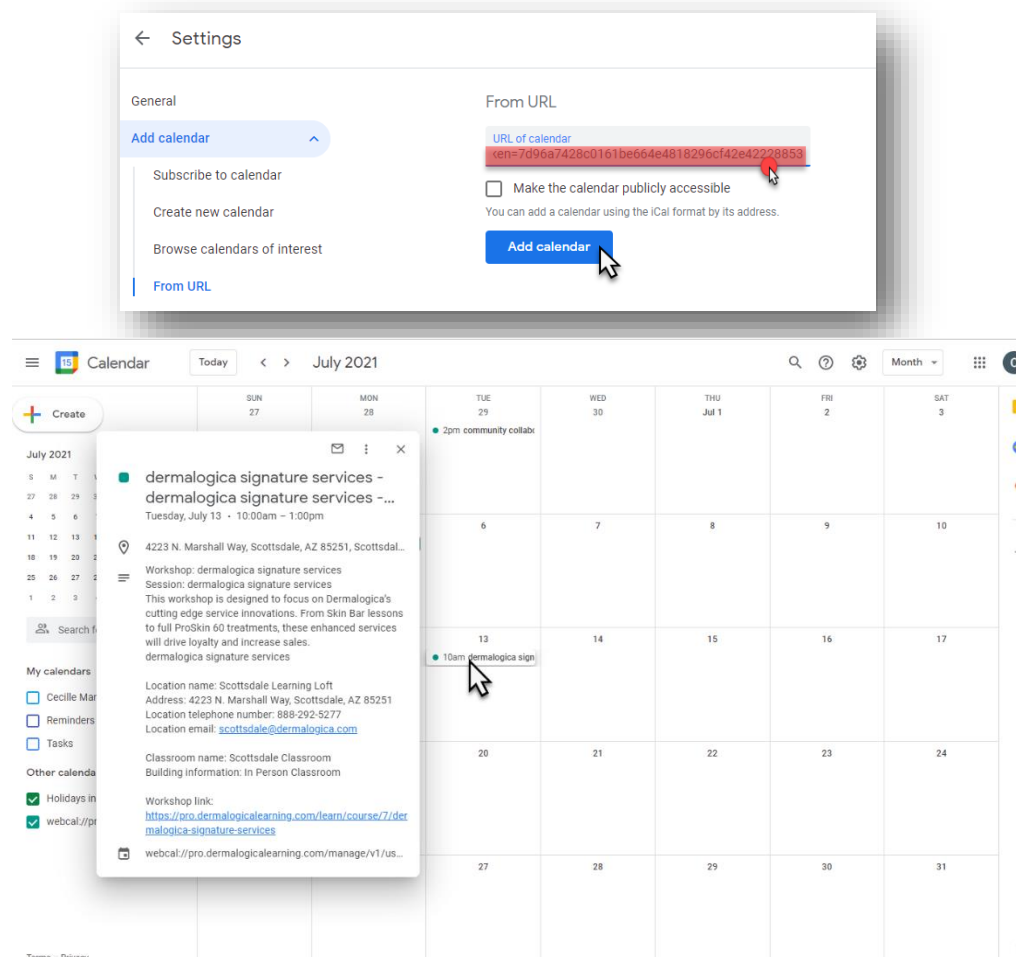 Settings
General
Add calendar
Subscribe to calendar
Create new calendar
Browse calendars of interest
From URL
From URL
URL of calendar
ken=7d96a7428c0161be664e4818296cf42e42228853
Make the calendar publicly accessible
You can add a calendar using the iCal format by its address.
Add calendar
15 Calendar Today July 2021 Month
Create
July 2021
S M T
27 28 29
4 5 6
11 12 13
18 19 20
25 26 27
1 2 3
Search
My calendars
Cecille Mar
Reminders
Tasks
Other calenda
Holidays in
webcal://pr
Terms – Privacy
SUN MON TUE WED THU FRI SAT
27 28 29 30 Jul 1 2 3
2pm community collabo
6 7 8 9 10
13 14 15 16 17
10am dermalogica sign
20 21 22 23 24
27 28 29 30 31
dermalogica signature services -
dermalogica signature services -...
Tuesday, July 13 · 10:00am – 1:00pm
4223 N. Marshall Way, Scottsdale, AZ 85251, Scottsdal...
Workshop: dermalogica signature services
Session: dermalogica signature services
This workshop is designed to focus on Dermalogica's
cutting edge service innovations. From Skin Bar lessons
to full ProSkin 60 treatments, these enhanced services
will drive loyalty and increase sales.
dermalogica signature services
Location name: Scottsdale Learning Loft
Address: 4223 N. Marshall Way, Scottsdale, AZ 85251
Location telephone number: 888-292-5277
Location email: scottsdale@dermalogica.com
Classroom name: Scottsdale Classroom
Building information: In Person Classroom
Workshop link:
https://pro.dermalogicalearning.com/learn/course/7/der
malogica-signature-services
webcal://pro.dermalogicalearning.com/manage/v1/us...